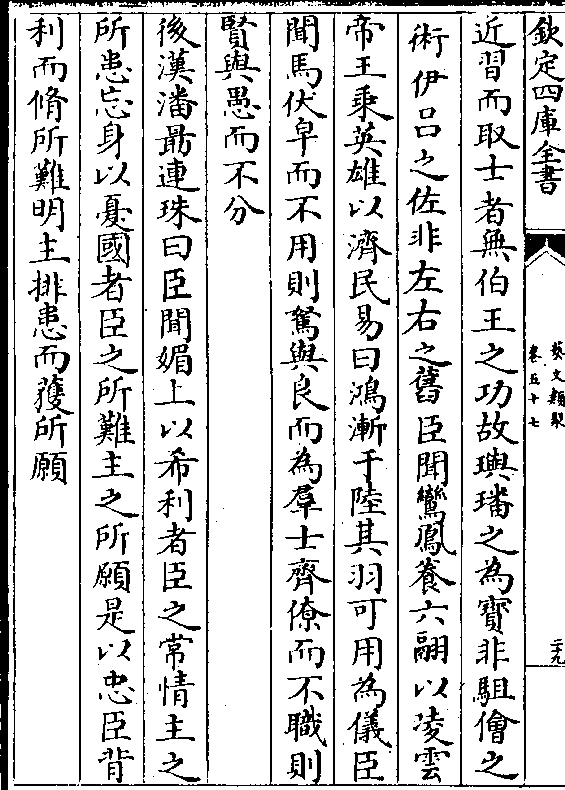 欽定四庫全書
藝文類聚
卷五十七
二十九
近習而取士者無伯王之功故璵璠之為寳非駔儈之
術伊吕之佐非左右之舊臣聞鸞鳳養六翮以凌雲
帝王乗英雄以濟民易曰鴻漸于陸其羽可用為儀臣
聞馬伏皁而不用則駑與良而為羣士齊僚而不職則
賢與愚而不分
後漢潘勗連珠曰臣聞媚上以希利者臣之常情主之
所患忘身以憂國者臣之所難主之所願是以忠臣背
利而脩所難明主排患而獲所願